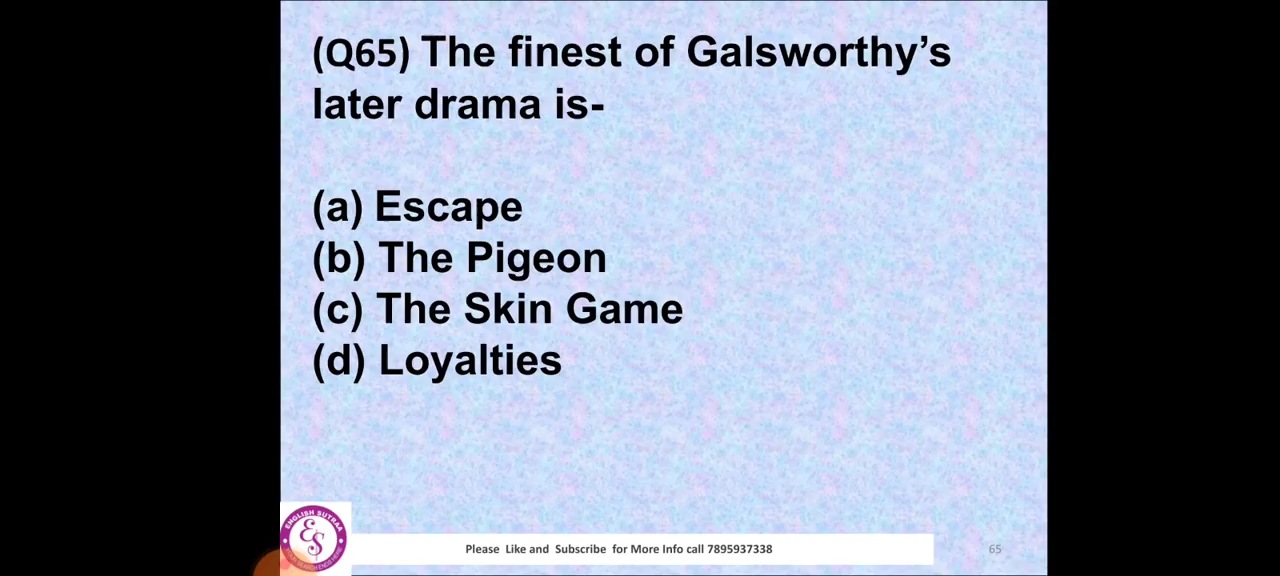 (Q65) The finest of Galsworthy’s
later drama is-
(a) Escape
(b) The Pigeon
(c) The Skin Game
(d) Loyalties
ENGLISH SUTRAA
ES
Please Like and Subscribe for More Info call 7895937338
65